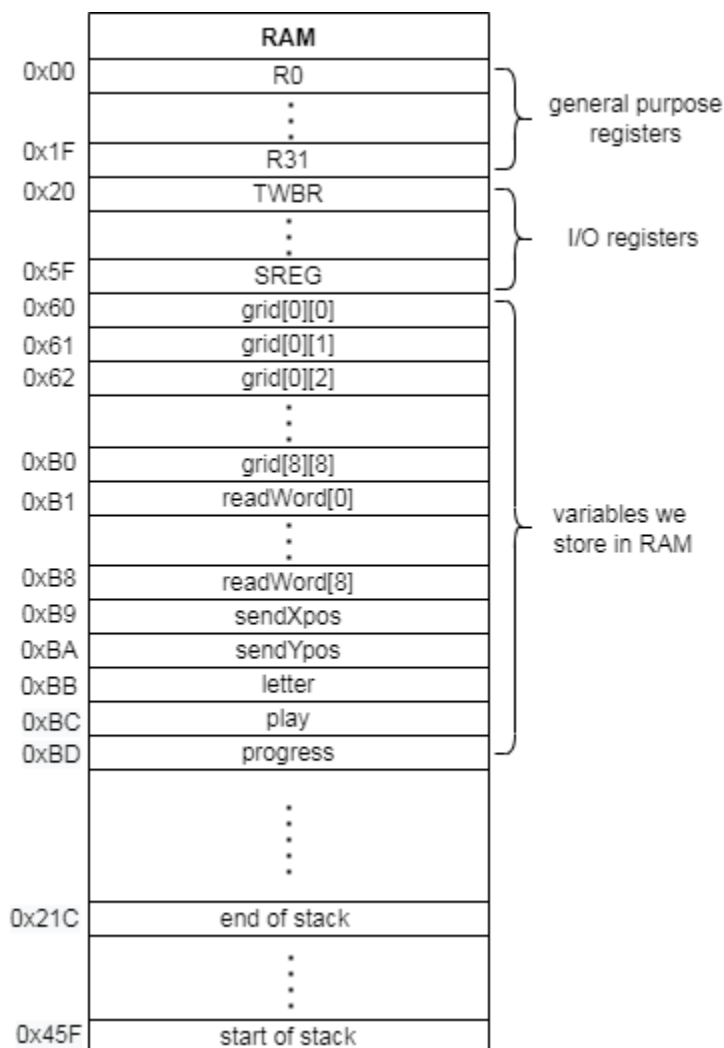 RAM
0x00 R0
general purpose
registers
0x1F R31
0x20 TWBR
I/O registers
0x5F SREG
0x60 grid[0][0]
0x61 grid[0][1]
0x62 grid[0][2]
0xB0 grid[8][8]
0xB1 readWord[0]
variables we
store in RAM
0xB8 readWord[8]
0xB9 sendXpos
0xBA sendYpos
0xBB letter
0xBC play
0xBD progress
0x21C end of stack
0x45F start of stack